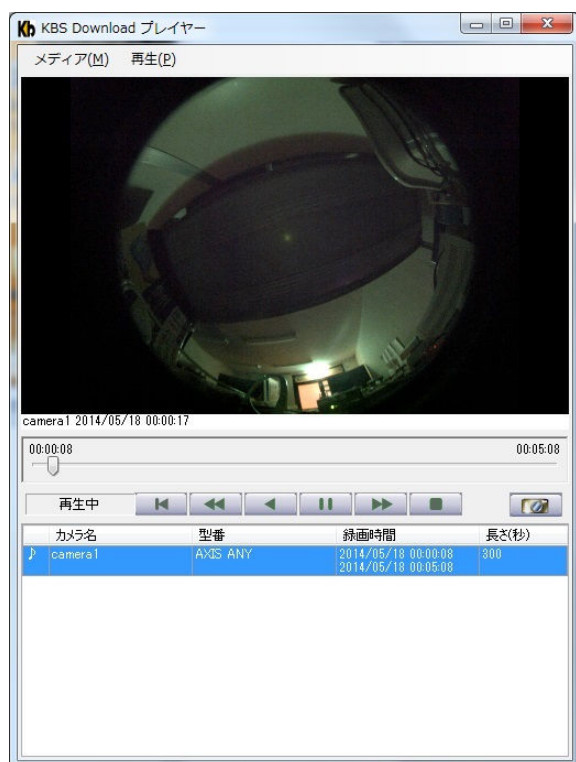 Kb KBS Download プレイヤー
メディア(M) 再生(P)
camera1 2014/05/18 00:00:17
00:00:08 00:05:08
再生中
カメラ名 型番 録画時間 長さ(秒)
camera1 AXIS ANY 2014/05/18 00:00:08 300
2014/05/18 00:05:08